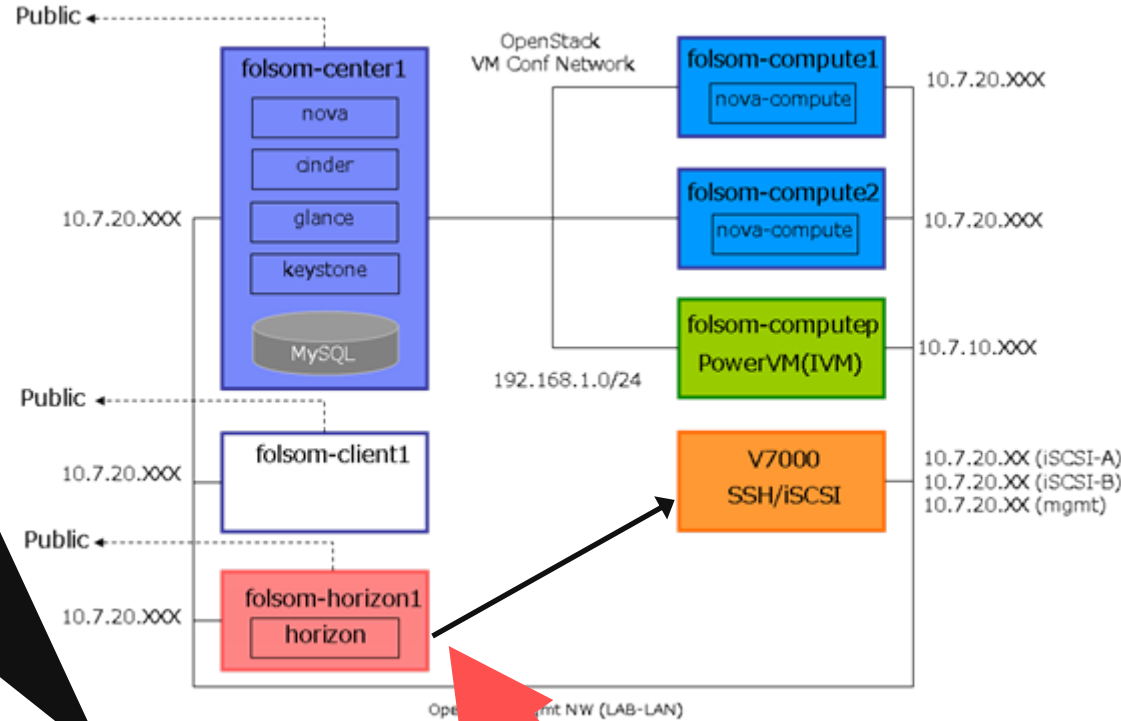 Public
folsom-center1
nova
cinder
glance
keystone
MySQL
10.7.20.XXX
OpenStack
VM Conf Network
192.168.1.0/24
folsom-compute1
nova-compute
10.7.20.XXX
folsom-compute2
nova-compute
10.7.20.XXX
folsom-computep
PowerVM(IVM)
10.7.10.XXX
Public
folsom-client1
10.7.20.XXX
V7000
SSH/iSCSI
10.7.20.XX (iSCSI-A)
10.7.20.XX (iSCSI-B)
10.7.20.XX (mgmt)
Public
folsom-horizon1
horizon
10.7.20.XXX
NW (LAB-LAN)